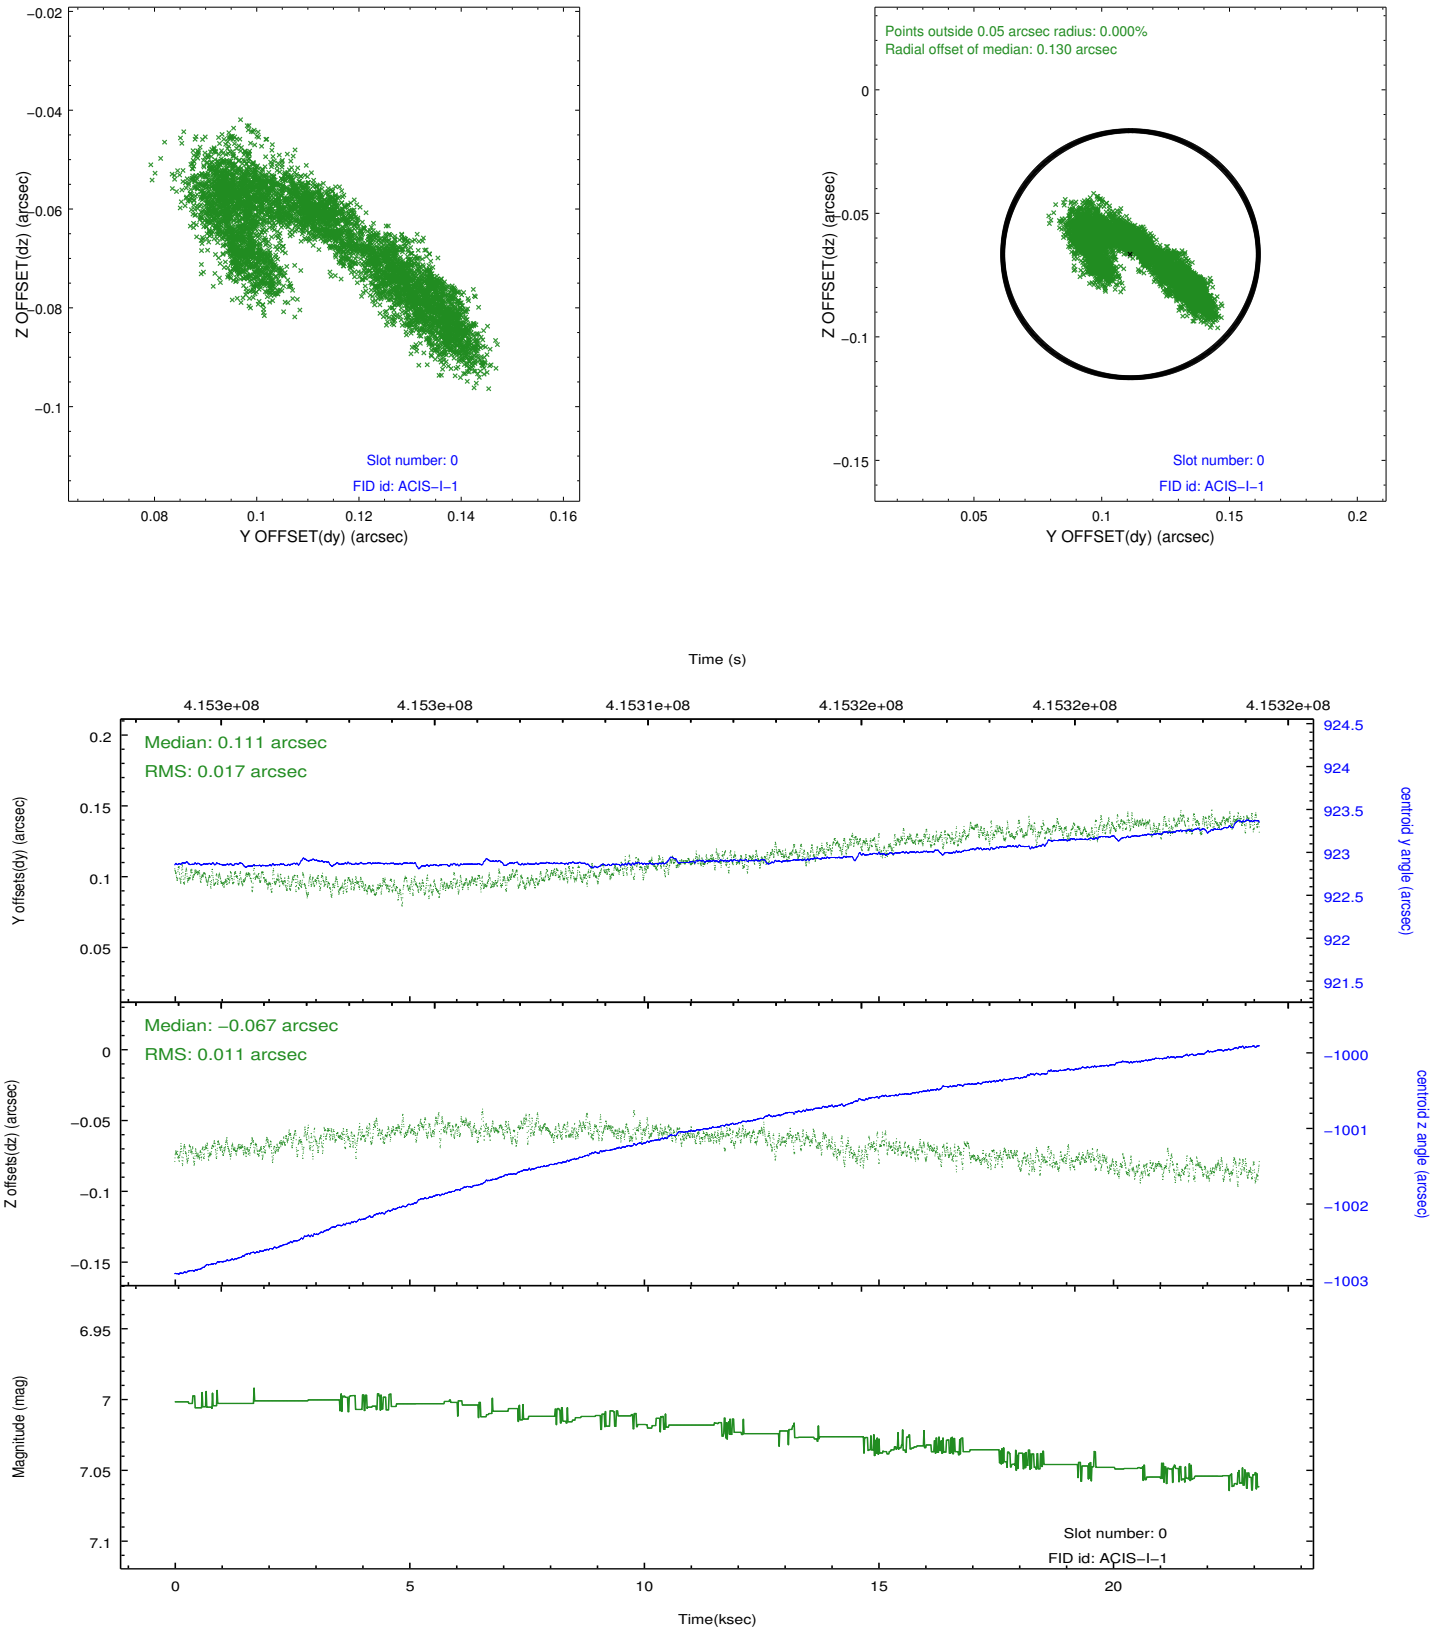 −0.02
−0.04
−0.06
−0.08
−0.1
Z OFFSET(dz) (arcsec)
Slot number: 0
FID id: ACIS−I−1
0.08 0.1 0.12 0.14 0.16
Y OFFSET(dy) (arcsec)
Points outside 0.05 arcsec radius: 0.000%
Radial offset of median: 0.130 arcsec
0
−0.05
−0.1
−0.15
Z OFFSET(dz) (arcsec)
Slot number: 0
FID id: ACIS−I−1
0.05 0.1 0.15 0.2
Y OFFSET(dy) (arcsec)
Time (s)
4.153e+08 4.153e+08 4.1531e+08 4.1532e+08 4.1532e+08 4.1532e+08
Median: 0.111 arcsec
RMS: 0.017 arcsec
0.2
0.15
0.1
0.05
Y offsets(dy) (arcsec)
924.5
924
923.5
923
922.5
922
921.5
centroid y angle (arcsec)
Median: −0.067 arcsec
RMS: 0.011 arcsec
0
−0.05
−0.1
−0.15
Z offsets(dz) (arcsec)
−1000
−1001
−1002
−1003
centroid z angle (arcsec)
6.95
7
7.05
7.1
Magnitude (mag)
Slot number: 0
FID id: ACIS−I−1
0 5 10 15 20
Time(ksec)